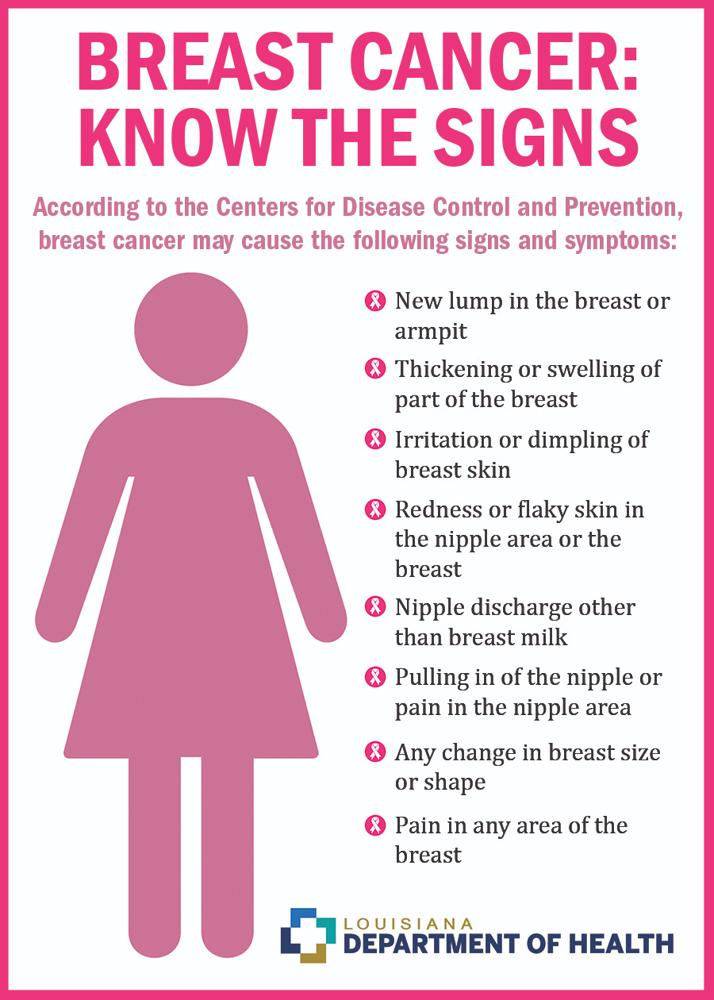 BREAST CANCER:
KNOW THE SIGNS
According to the Centers for Disease Control and Prevention,
breast cancer may cause the following signs and symptoms:
New lump in the breast or
armpit
Thickening or swelling of
part of the breast
Irritation or dimpling of
breast skin
Redness or flaky skin in
the nipple area or the
breast
Nipple discharge other
than breast milk
Pulling in of the nipple or
pain in the nipple area
Any change in breast size
or shape
Pain in any area of the
breast
LOUISIANA
DEPARTMENT OF HEALTH